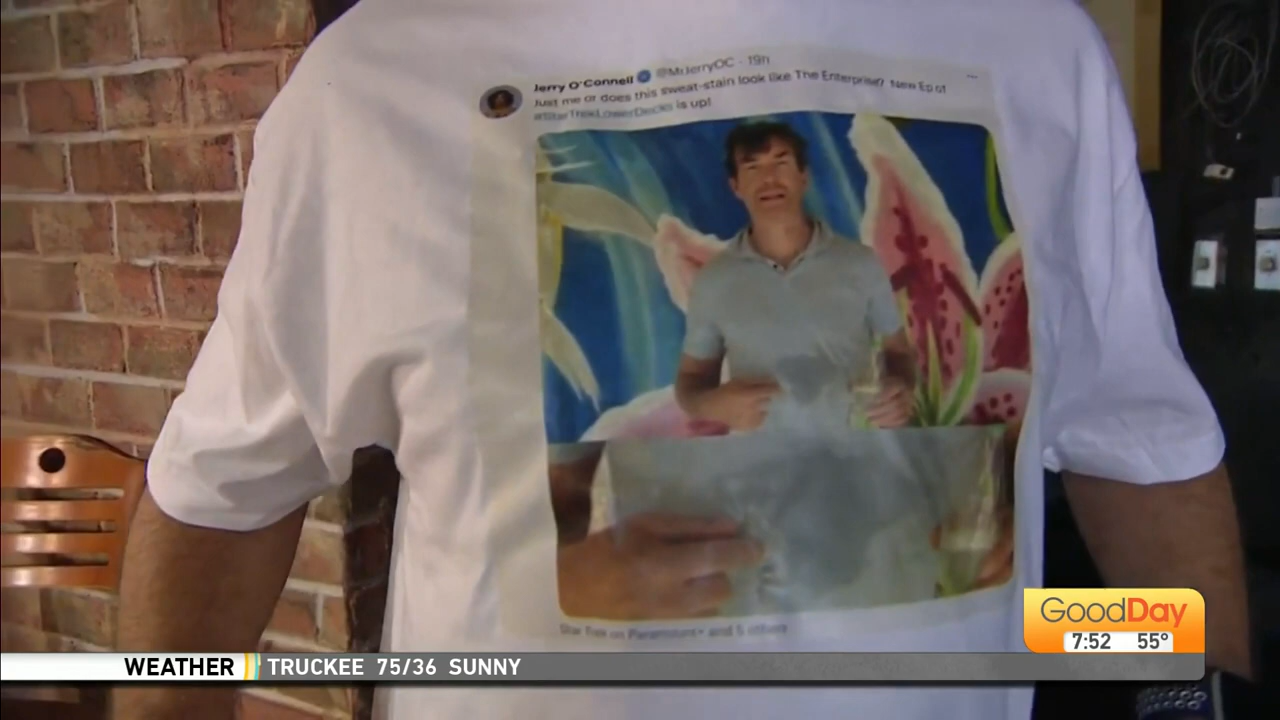 Jerry O'Connell @MrJerryOC · 19h
Just me or does this sweat-stain look like The Enterprise? New Ep of
#StarTrekLowerDecks is up!
Star Trek on Paramount+ and 5 others
GoodDay
7:52 55°
WEATHER TRUCKEE 75/36 SUNNY